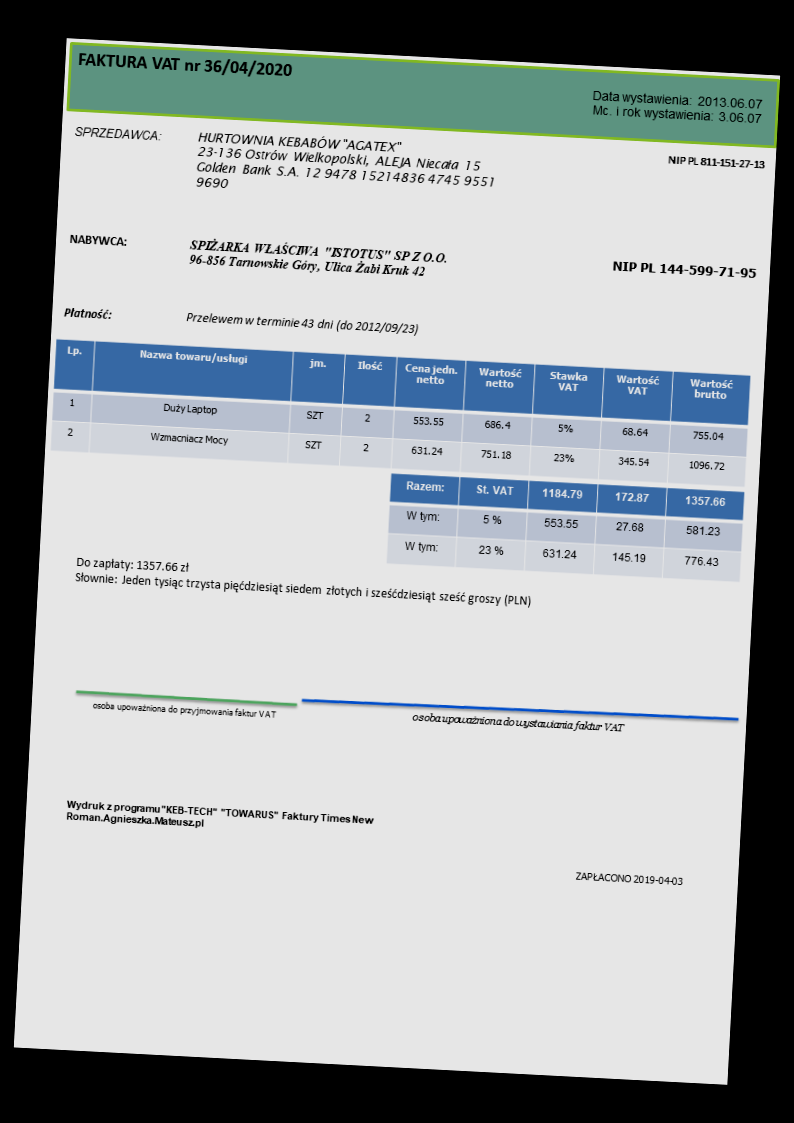 FAKTURA VAT nr 36/04/2020
Data wystawienia: 2013.06.07
Mc. i rok wystawienia: 3.06.07
SPRZEDAWCA:
HURTOWNIA KEBABÓW "AGATEX"
23-136 Ostrów Wielkopolski, ALEJA Niecała 15
Golden Bank S.A. 12 9478 15214836 4745 9551
9690
NIP PL 811-151-27-13
NABYWCA:
SPIŻARKA WŁAŚCIWA "ISTOTUS" SP Z O.O.
96-856 Tarnowskie Góry, Ulica Żabi Kruk 42
NIP PL 144-599-71-95
Płatność: Przelewem w terminie 43 dni (do 2012/09/23)
Lp. Nazwa towaru/usługi jm. Ilość Cena jedn. netto Wartość netto Stawka VAT Wartość VAT Wartość brutto
1 Duży Laptop SZT 2 553.55 686.4 5% 68.64 755.04
2 Wzmacniacz Mocy SZT 2 631.24 751.18 23% 345.54 1096.72
Razem: St. VAT 1184.79 172.87 1357.66
W tym: 5 % 553.55 27.68 581.23
W tym: 23 % 631.24 145.19 776.43
Do zapłaty: 1357.66 zł
Słownie: Jeden tysiąc trzysta pięćdziesiąt siedem złotych i sześćdziesiąt sześć groszy (PLN)
osoba upoważniona do przyjmowania faktur VAT
osoba upoważniona do wystawiania faktur VAT
Wydruk z programu "KEB-TECH" "TOWARUS" Faktury Times New
Roman.Agnieszka.Mateusz.pl
ZAPŁACONO 2019-04-03